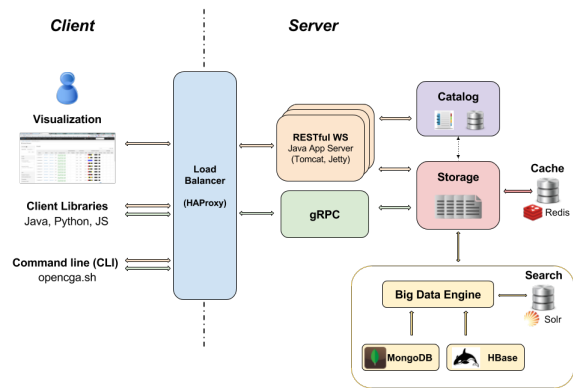 Client
Server
Visualization
Client Libraries
Java, Python, JS
Command line (CLI)
opencga.sh
Load
Balancer
(HAProxy)
RESTful WS
Java App Server
(Tomcat, Jetty)
gRPC
Catalog
Storage
Cache
Redis
Big Data Engine
Search
Solr
MongoDB
HBase